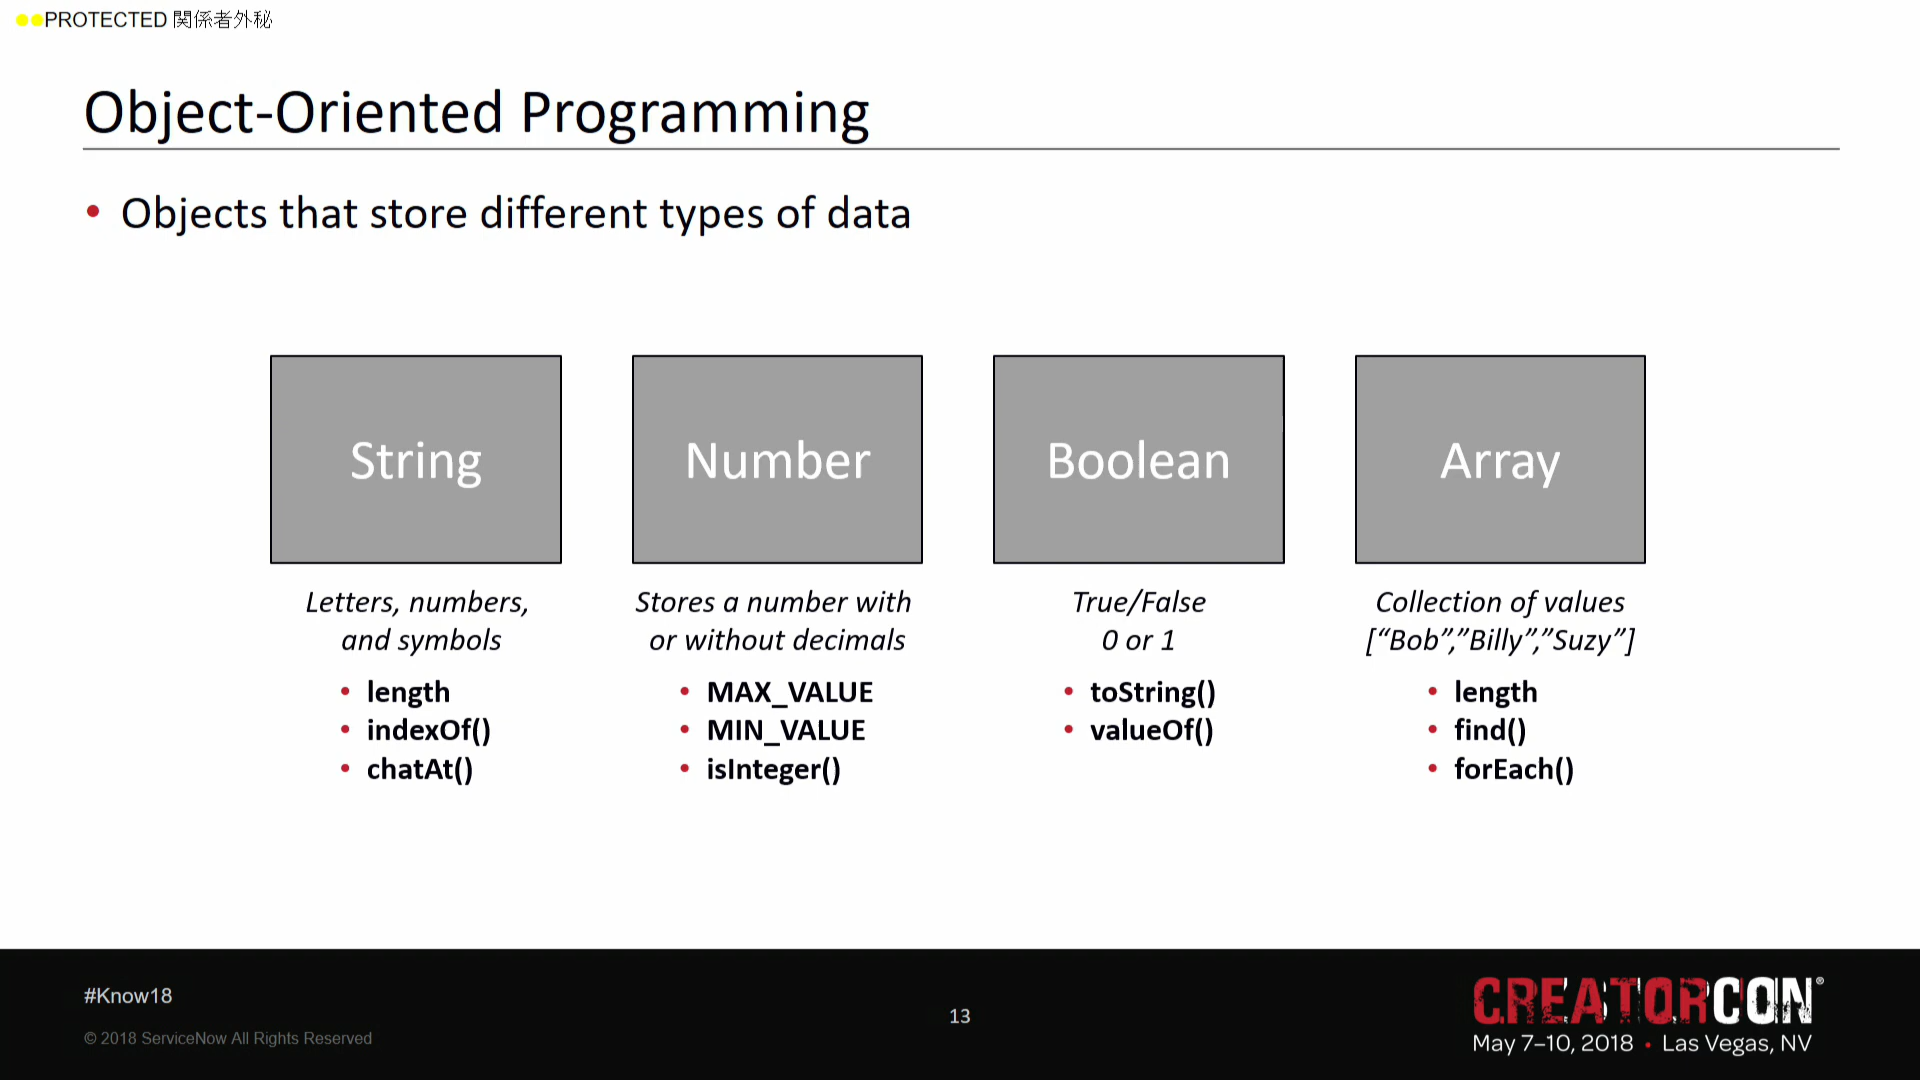 PROTECTED 関係者外秘
Object-Oriented Programming
• Objects that store different types of data
String
Letters, numbers,
and symbols
• length
• indexOf()
• chatAt()
Number
Stores a number with
or without decimals
• MAX_VALUE
• MIN_VALUE
• isInteger()
Boolean
True/False
0 or 1
• toString()
• valueOf()
Array
Collection of values
[“Bob”,”Billy”,”Suzy”]
• length
• find()
• forEach()
#Know18
© 2018 ServiceNow All Rights Reserved
13
CREATORCON®
May 7–10, 2018 • Las Vegas, NV